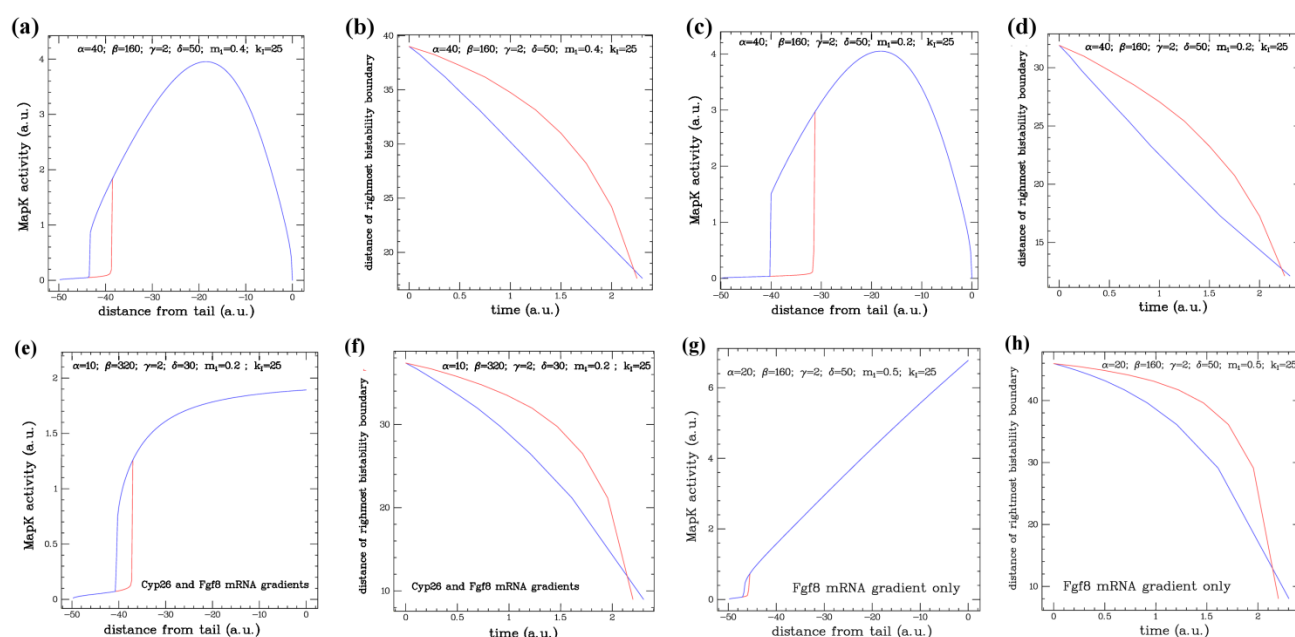 (a)
α=40; β=160; γ=2; δ=50; m₁=0.4; k₁=25
MapK activity (a.u.)
4
3
2
1
0
−50
−40
−30
−20
−10
0
distance from tail (a.u.)
(b)
α=40; β=160; γ=2; δ=50; m₁=0.4; k₁=25
distance of righmost bistability boundary
35
30
25
20
0
0.5
1
1.5
2
time (a.u.)
(c)
α=40; β=160; γ=2; δ=50; m₁=0.2; k₁=25
MapK activity (a.u.)
4
3
2
1
0
−50
−40
−30
−20
−10
0
distance from tail (a.u.)
(d)
α=40; β=160; γ=2; δ=50; m₁=0.2; k₁=25
distance of righmost bistability boundary
30
25
20
15
0
0.5
1
1.5
2
time (a.u.)
(e)
α=10; β=320; γ=2; δ=30; m₁=0.2 ; k₁=25
MapK activity (a.u.)
2
1.5
1
0.5
0
Cyp26 and Fgf8 mRNA gradients
−50
−40
−30
−20
−10
0
distance from tail (a.u.)
(f)
α=10; β=320; γ=2; δ=30; m₁=0.2 ; k₁=25
distance of righmost bistability boundary
30
20
10
Cyp26 and Fgf8 mRNA gradients
0
0.5
1
1.5
2
time (a.u.)
(g)
α=20; β=160; γ=2; δ=50; m₁=0.5; k₁=25
MapK activity (a.u.)
6
4
2
0
Fgf8 mRNA gradient only
−50
−40
−30
−20
−10
0
distance from tail (a.u.)
(h)
α=20; β=160; γ=2; δ=50; m₁=0.5; k₁=25
distance of rightmost bistability boundary
40
30
20
10
Fgf8 mRNA gradient only
0
0.5
1
1.5
2
time (a.u.)